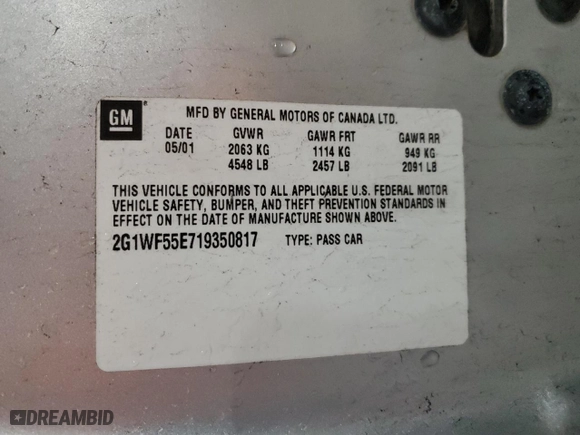 GM
MFD BY GENERAL MOTORS OF CANADA LTD.
DATE GVWR GAWR FRT GAWR RR
05/01 2063 KG 1114 KG 949 KG
4548 LB 2457 LB 2091 LB
THIS VEHICLE CONFORMS TO ALL APPLICABLE U.S. FEDERAL MOTOR
VEHICLE SAFETY, BUMPER, AND THEFT PREVENTION STANDARDS IN
EFFECT ON THE DATE OF MANUFACTURE SHOWN ABOVE.
2G1WF55E719350817 TYPE: PASS CAR
DREAMBID